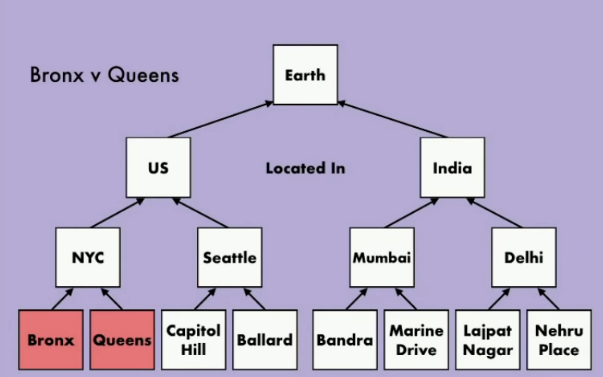 Bronx v Queens
Earth
US
Located In
India
NYC
Seattle
Mumbai
Delhi
Bronx
Queens
Capitol
Hill
Ballard
Bandra
Marine
Drive
Lajpat
Nagar
Nehru
Place